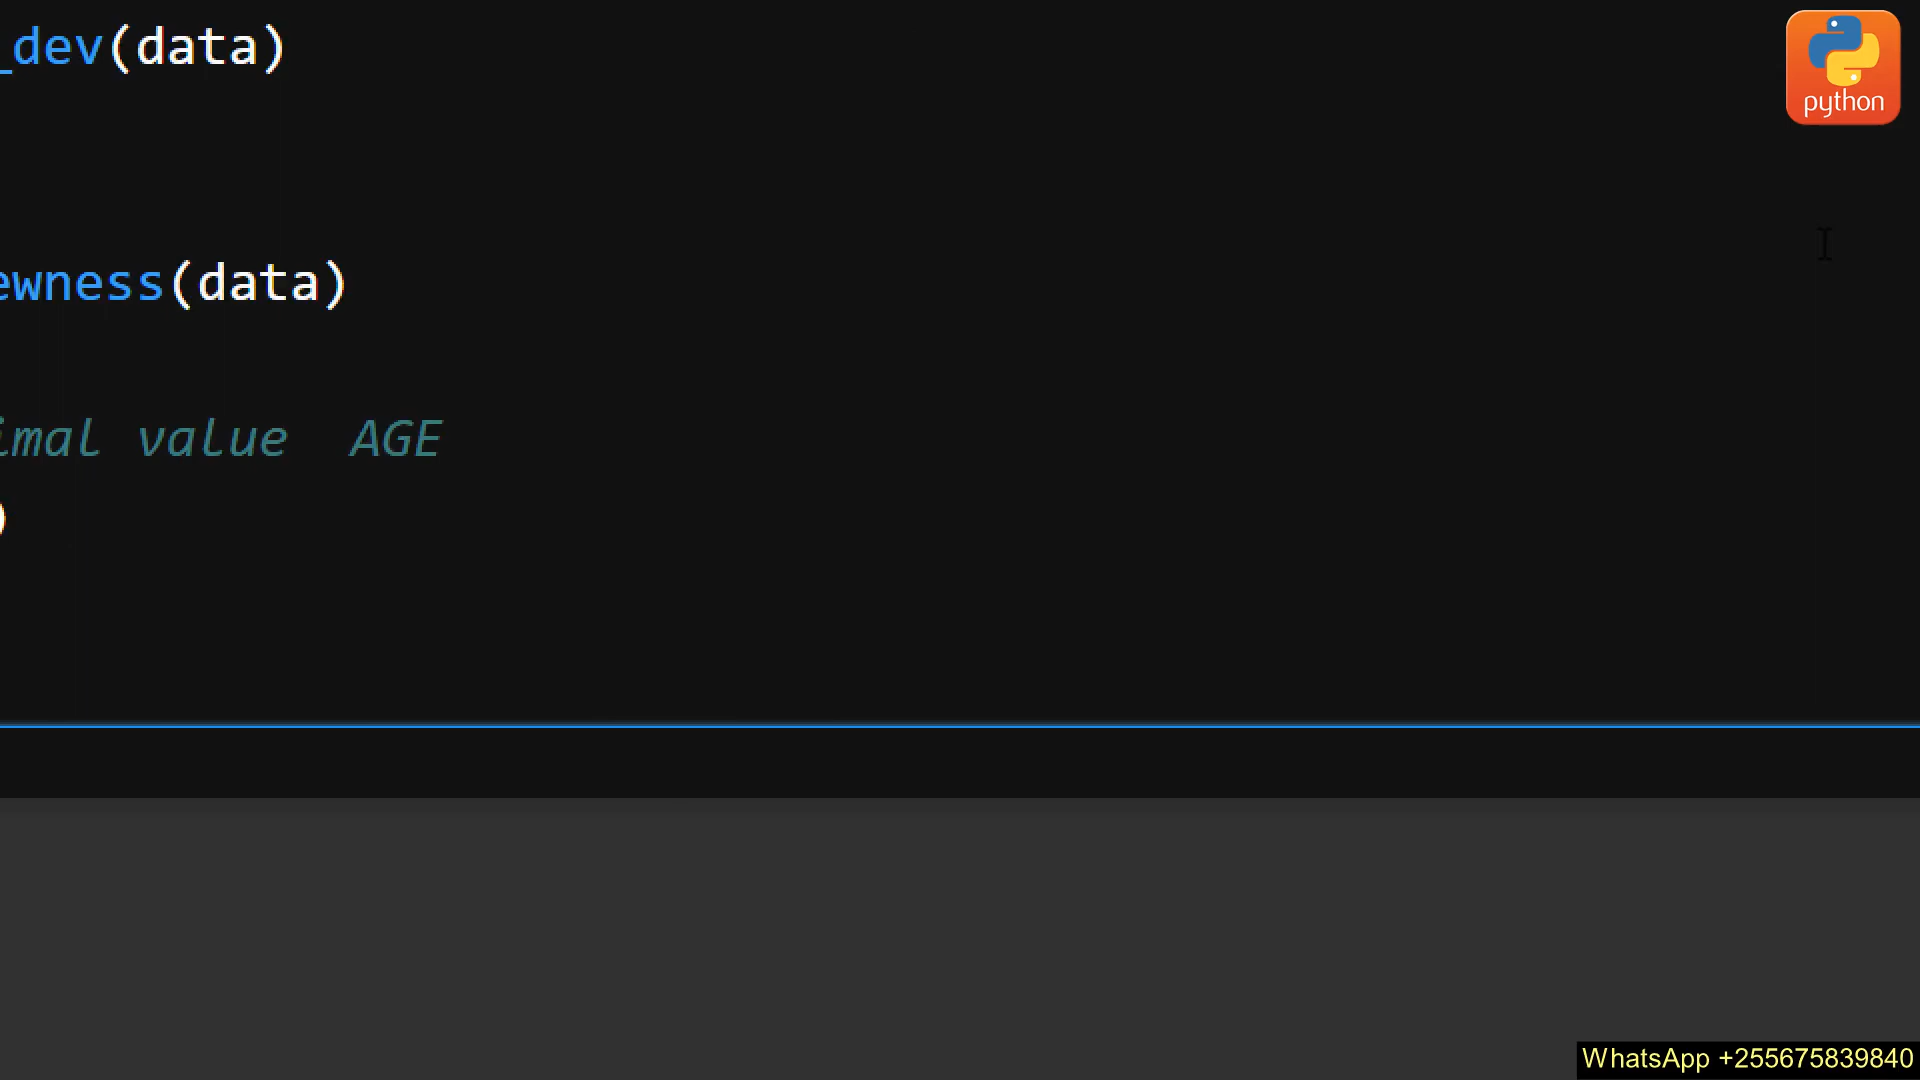 _dev(data)
python
ewness(data)
imal value  AGE
)
WhatsApp +255675839840